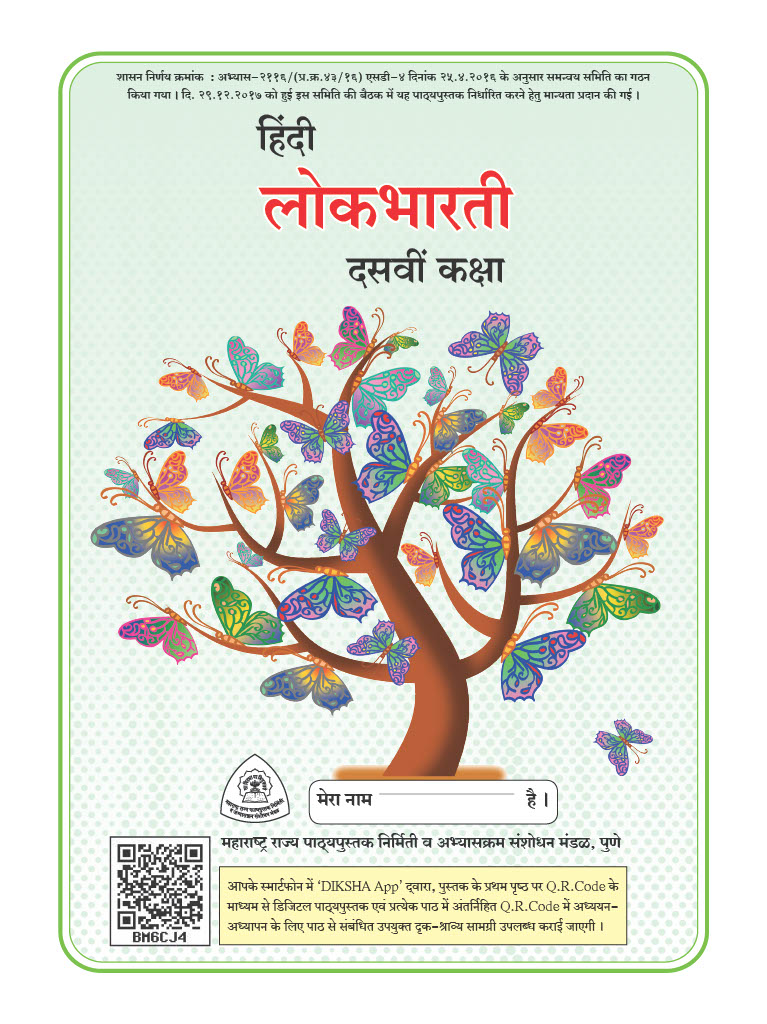 शासन निर्णय क्रमांक : अभ्यास-२११६/(प्र.क्र.४३/१६) एसडी-४ दिनांक २५.४.२०१६ के अनुसार समन्वय समिति का गठन
किया गया । दि. २९.१२.२०१७ को हुई इस समिति की बैठक में यह पाठ्यपुस्तक निर्धारित करने हेतु मान्यता प्रदान की गई ।
हिंदी
लोकभारती
दसवीं कक्षा
मेरा नाम ________________ है ।
महाराष्ट्र राज्य पाठ्यपुस्तक निर्मिती व अभ्यासक्रम संशोधन मंडळ, पुणे
आपके स्मार्टफोन में ‘DIKSHA App’ द्वारा, पुस्तक के प्रथम पृष्ठ पर Q.R.Code के
माध्यम से डिजिटल पाठ्यपुस्तक एवं प्रत्येक पाठ में अंतर्निहित Q.R.Code में अध्ययन-
अध्यापन के लिए पाठ से संबंधित उपयुक्त दृक-श्राव्य सामग्री उपलब्ध कराई जाएगी ।
BM6CJ4